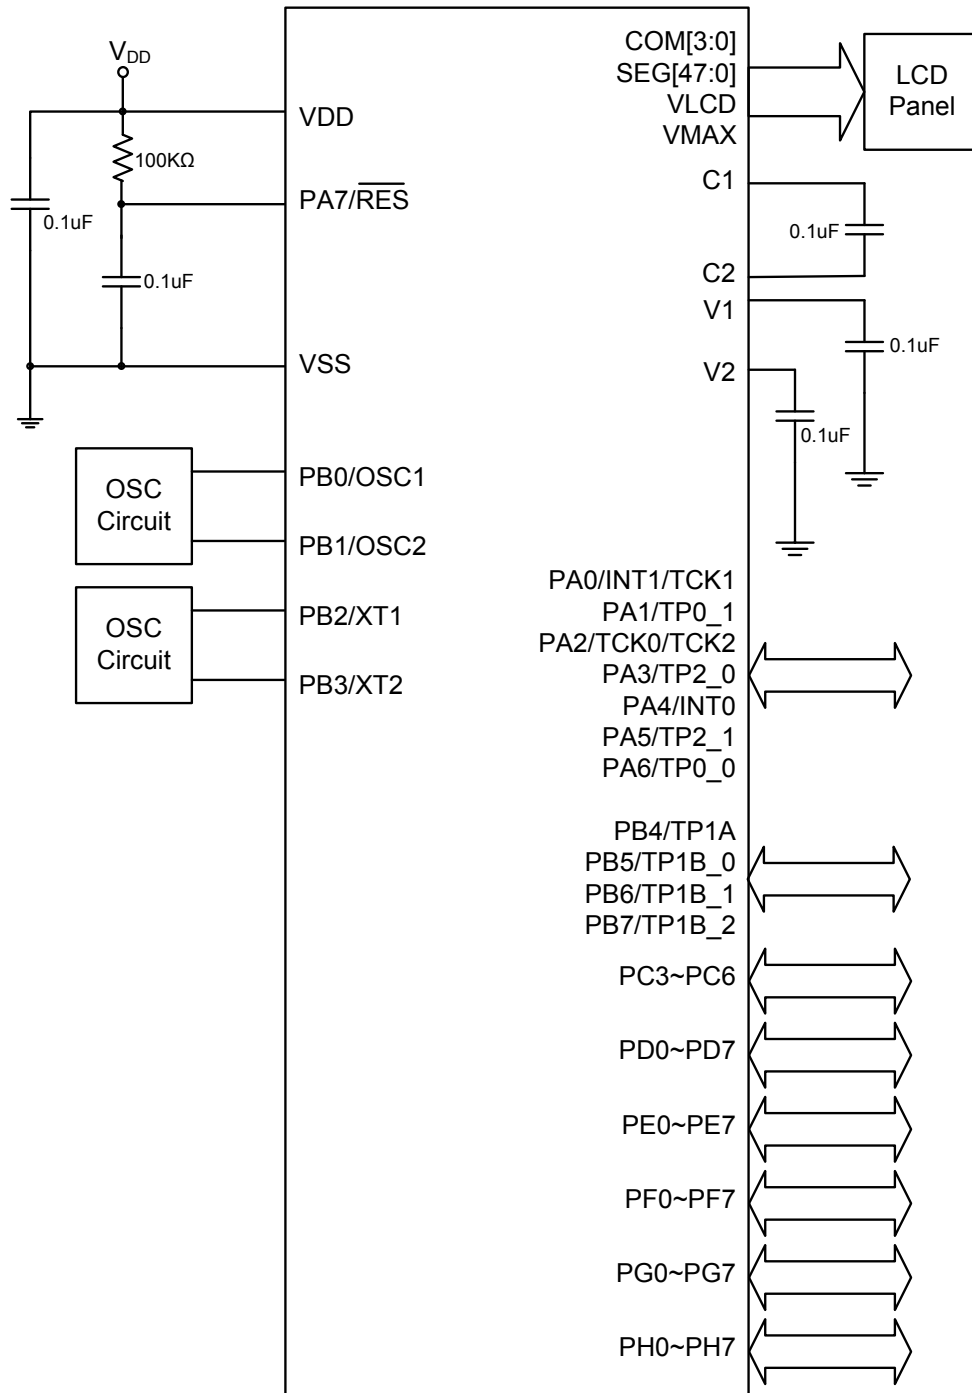 VDD
100KΩ
0.1uF
0.1uF
VDD
PA7/RES
VSS
OSC
Circuit
PB0/OSC1
PB1/OSC2
OSC
Circuit
PB2/XT1
PB3/XT2
COM[3:0]
SEG[47:0]
VLCD
VMAX
LCD
Panel
C1
0.1uF
C2
V1
0.1uF
V2
0.1uF
PA0/INT1/TCK1
PA1/TP0_1
PA2/TCK0/TCK2
PA3/TP2_0
PA4/INT0
PA5/TP2_1
PA6/TP0_0
PB4/TP1A
PB5/TP1B_0
PB6/TP1B_1
PB7/TP1B_2
PC3~PC6
PD0~PD7
PE0~PE7
PF0~PF7
PG0~PG7
PH0~PH7